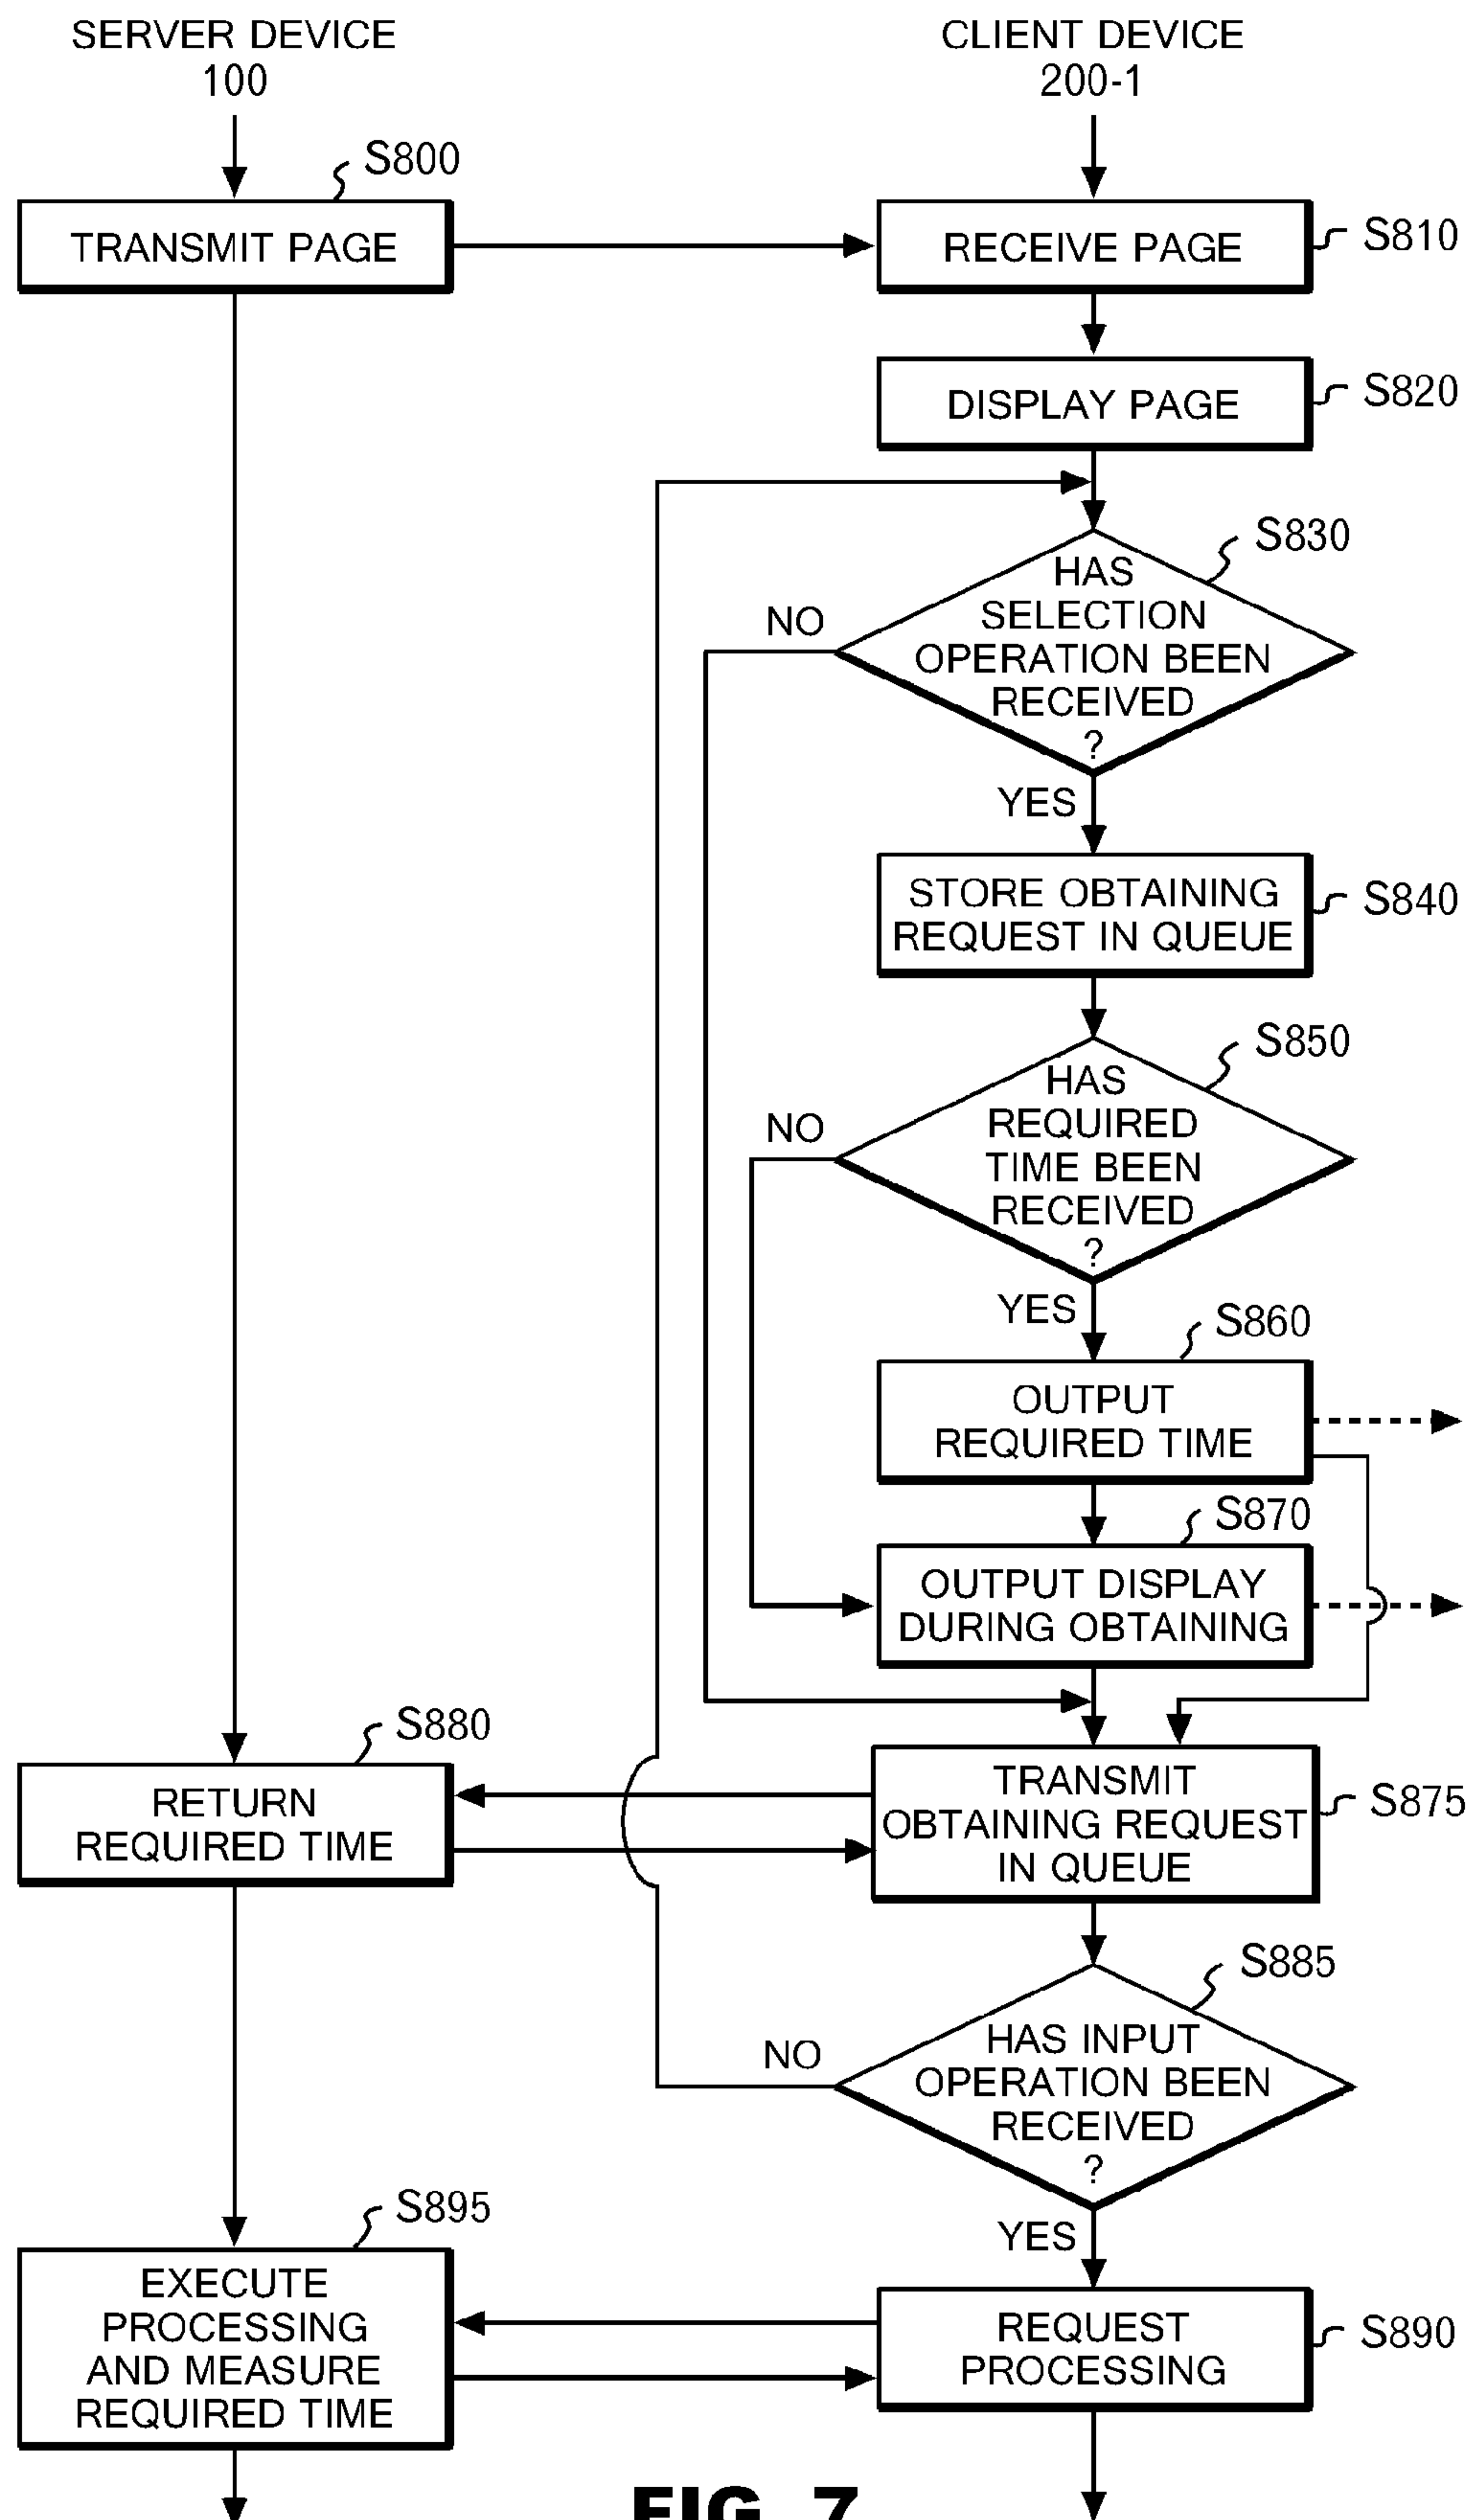 SERVER DEVICE
100
CLIENT DEVICE
200-1
S800
TRANSMIT PAGE
RECEIVE PAGE
S810
DISPLAY PAGE
S820
S830
HAS
SELECTION
OPERATION BEEN
RECEIVED
?
NO
YES
STORE OBTAINING
REQUEST IN QUEUE
S840
S850
HAS
REQUIRED
TIME BEEN
RECEIVED
?
NO
YES
S860
OUTPUT
REQUIRED TIME
S870
OUTPUT DISPLAY
DURING OBTAINING
S880
RETURN
REQUIRED TIME
TRANSMIT
OBTAINING REQUEST
IN QUEUE
S875
S885
HAS INPUT
OPERATION BEEN
RECEIVED
?
NO
YES
S895
EXECUTE
PROCESSING
AND MEASURE
REQUIRED TIME
REQUEST
PROCESSING
S890
FIG. 7